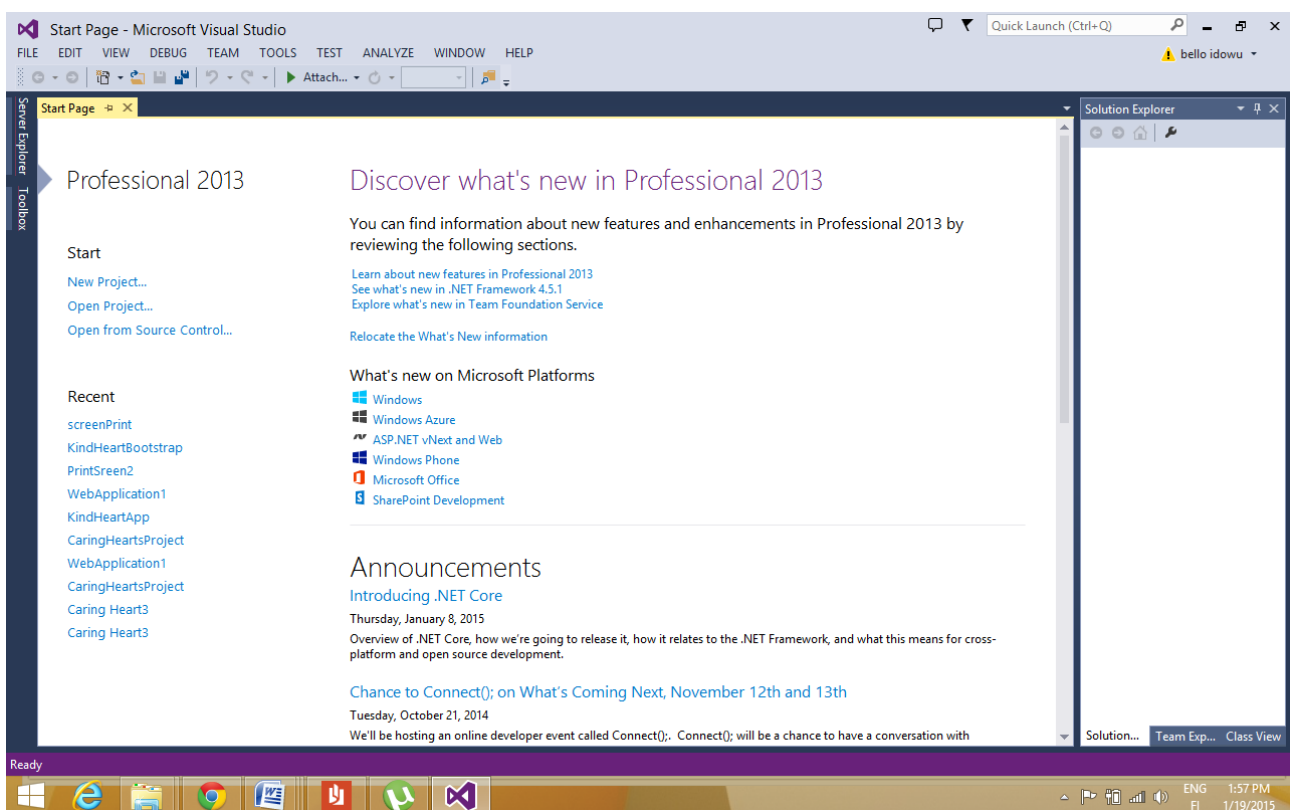 Start Page - Microsoft Visual Studio
Quick Launch (Ctrl+Q)
FILE EDIT VIEW DEBUG TEAM TOOLS TEST ANALYZE WINDOW HELP
bello idowu
Attach...
Server Explorer
Toolbox
Start Page
Professional 2013
Start
New Project...
Open Project...
Open from Source Control...
Recent
screenPrint
KindHeartBootstrap
PrintSreen2
WebApplication1
KindHeartApp
CaringHeartsProject
WebApplication1
CaringHeartsProject
Caring Heart3
Caring Heart3
Discover what's new in Professional 2013
You can find information about new features and enhancements in Professional 2013 by
reviewing the following sections.
Learn about new features in Professional 2013
See what's new in .NET Framework 4.5.1
Explore what's new in Team Foundation Service
Relocate the What's New information
What's new on Microsoft Platforms
Windows
Windows Azure
ASP.NET vNext and Web
Windows Phone
Microsoft Office
SharePoint Development
Announcements
Introducing .NET Core
Thursday, January 8, 2015
Overview of .NET Core, how we're going to release it, how it relates to the .NET Framework, and what this means for cross-
platform and open source development.
Chance to Connect(); on What's Coming Next, November 12th and 13th
Tuesday, October 21, 2014
We'll be hosting an online developer event called Connect();. Connect(); will be a chance to have a conversation with
Solution Explorer
Solution... Team Exp... Class View
Ready
ENG
FI
1:57 PM
1/19/2015